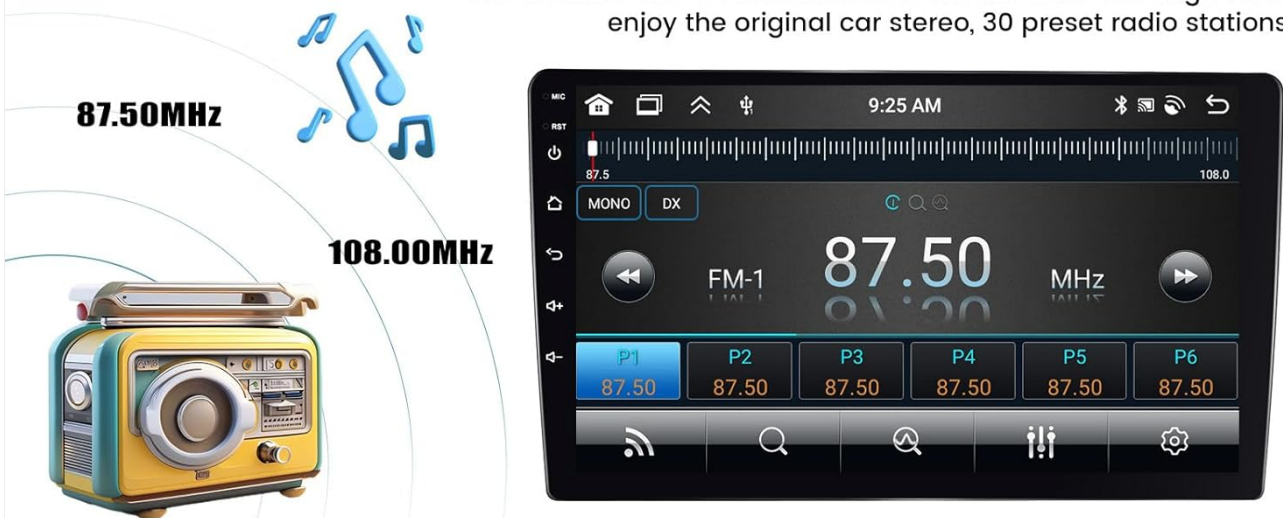 enjoy the original car stereo, 30 preset radio stations
87.50MHz
108.00MHz
MIC
RST
9:25 AM
87.5
108.0
MONO
DX
FM-1
87.50
MHz
P1
P2
P3
P4
P5
P6
87.50
87.50
87.50
87.50
87.50
87.50